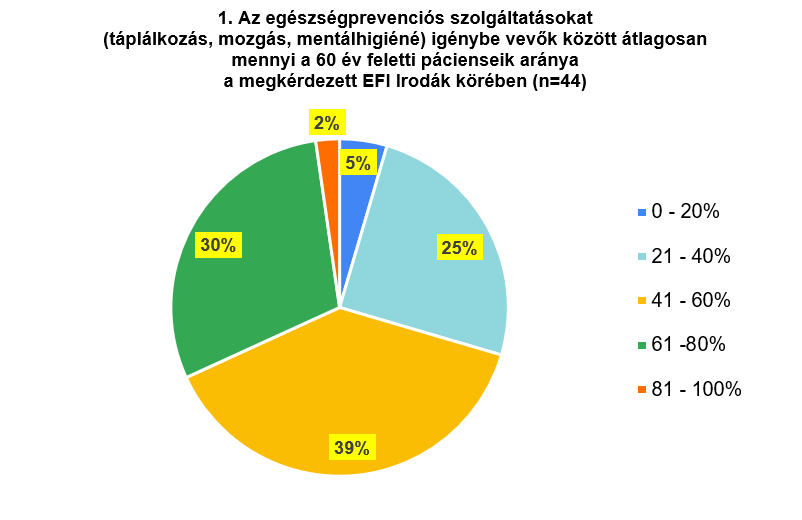 1. Az egészségprevenciós szolgáltatásokat
(táplálkozás, mozgás, mentálhigiéné) igénybe vevők között átlagosan
mennyi a 60 év feletti pácienseik aránya
a megkérdezett EFI Irodák körében (n=44)
2%
5%
30%
25%
39%
0 - 20%
21 - 40%
41 - 60%
61 -80%
81 - 100%